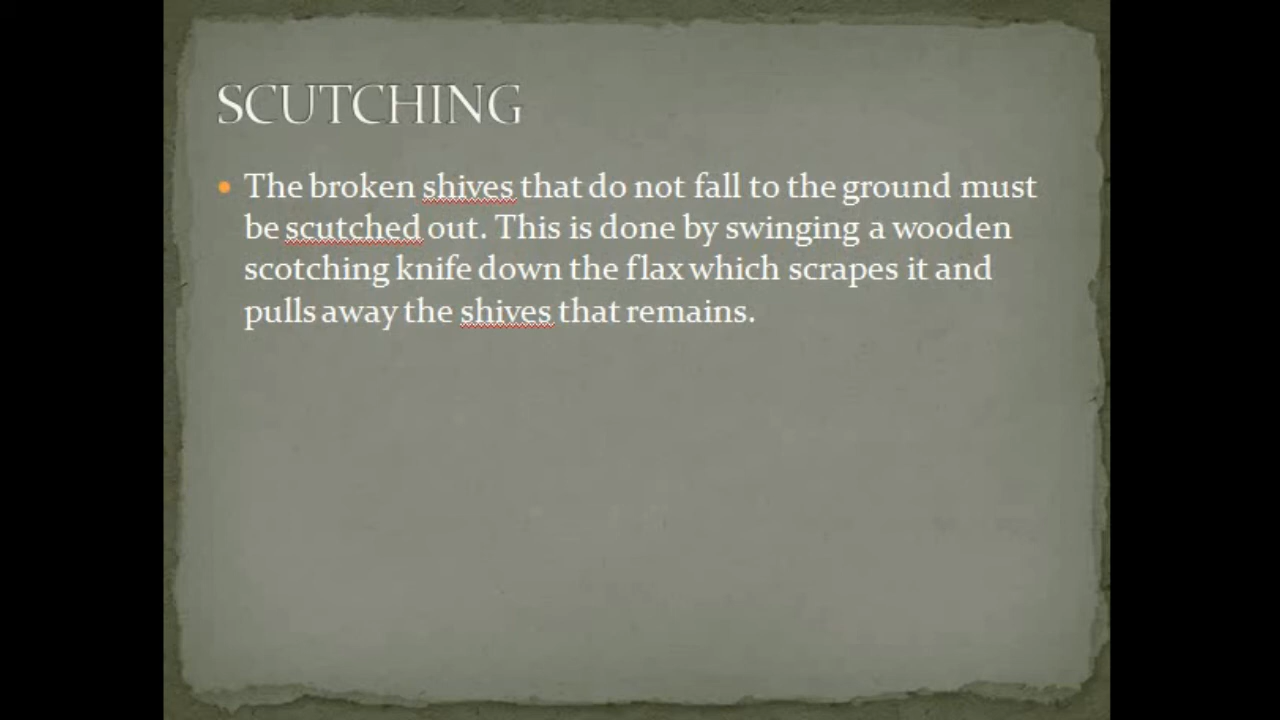 SCUTCHING
• The broken shives that do not fall to the ground must
be scutched out. This is done by swinging a wooden
scotching knife down the flax which scrapes it and
pulls away the shives that remains.